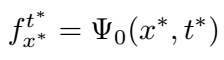 $f_{x^*}^{t^*} = \Psi_0(x^*, t^*)$